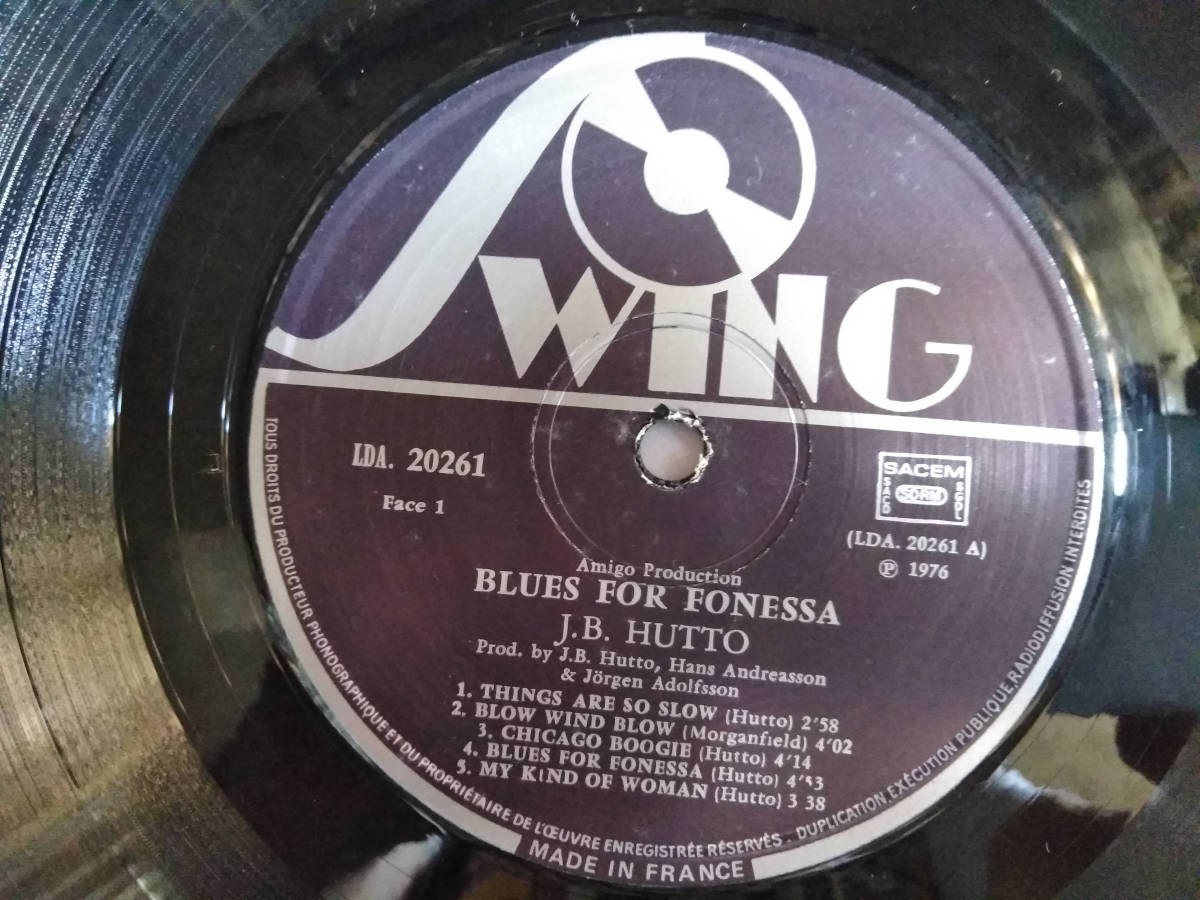 SWING
LDA. 20261
Face 1
SACEM
SACD
SDRM
SGDL
(LDA. 20261 A)
℗ 1976
Amigo Production
BLUES FOR FONESSA
J.B. HUTTO
Prod. by J.B. Hutto, Hans Andreasson
& Jörgen Adolfsson
1. THINGS ARE SO SLOW (Hutto) 2'58
2. BLOW WIND BLOW (Morganfield) 4'02
3. CHICAGO BOOGIE (Hutto) 4'14
4. BLUES FOR FONESSA (Hutto) 4'53
5. MY KIND OF WOMAN (Hutto) 3 38
TOUS DROITS DU PRODUCTEUR PHONOGRAPHIQUE ET DU PROPRIÉTAIRE DE L'ŒUVRE ENREGISTRÉE RÉSERVÉS - DUPLICATION, EXÉCUTION PUBLIQUE, RADIODIFFUSION INTERDITES
MADE IN FRANCE